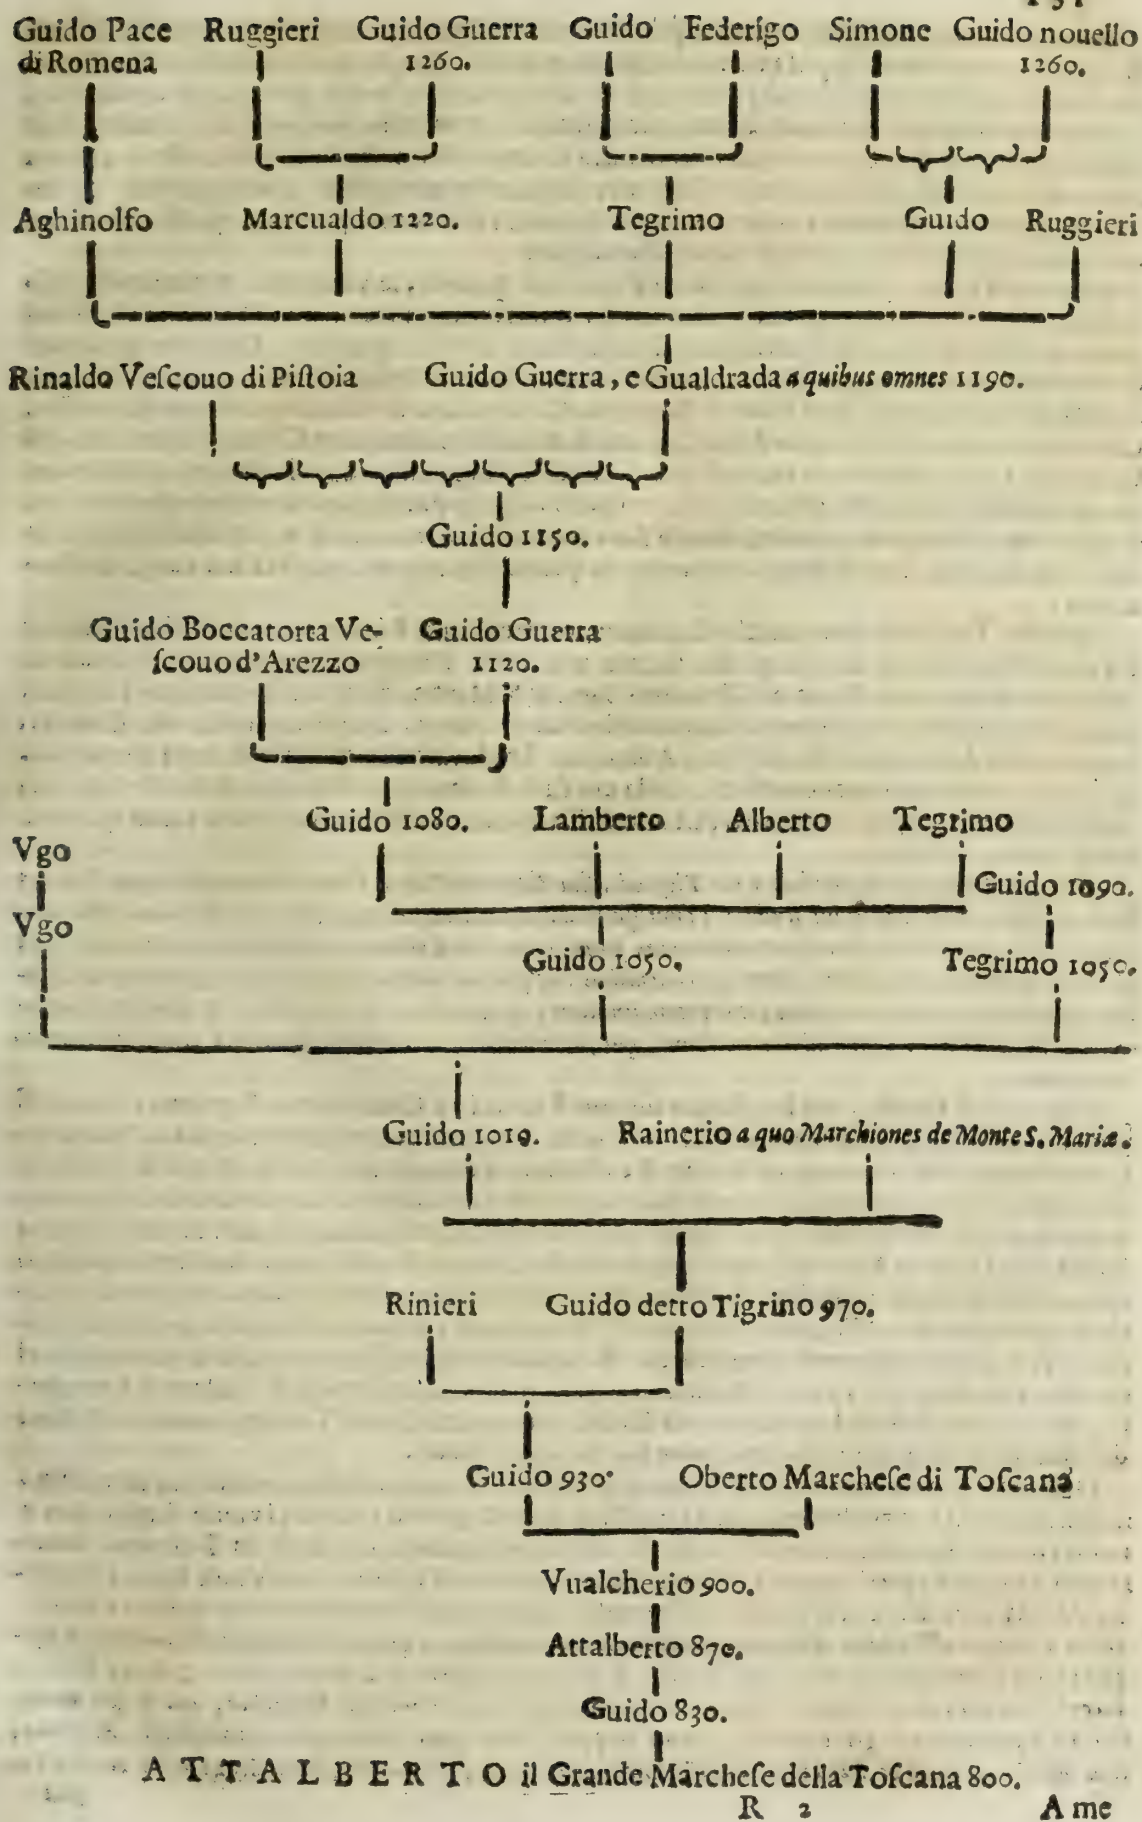 Guido Pace Ruggieri Guido Guerra Guido Federigo Simone Guido nouello
di Romena 1260. 1260.
Aghinolfo Marcualdo 1220. Tegrimo Guido Ruggieri
Rinaldo Veſcouo di Piſtoia Guido Guerra, e Gualdrada a quibus omnes 1190.
Guido 1150.
Guido Boccatorta Ve- Guido Guerra
ſcouo d'Arezzo 1120.
Guido 1080. Lamberto Alberto Tegrimo
Vgo
Guido 1090.
Vgo
Guido 1050. Tegrimo 1050.
Guido 1010. Rainerio a quo Marchiones de Monte S. Mariæ.
Rinieri Guido detto Tigrino 970.
Guido 930. Oberto Marcheſe di Toſcana
Vualcherio 900.
Attalberto 870.
Guido 830.
ATTALBERTO il Grande Marcheſe della Toſcana 800.
R 2 A me